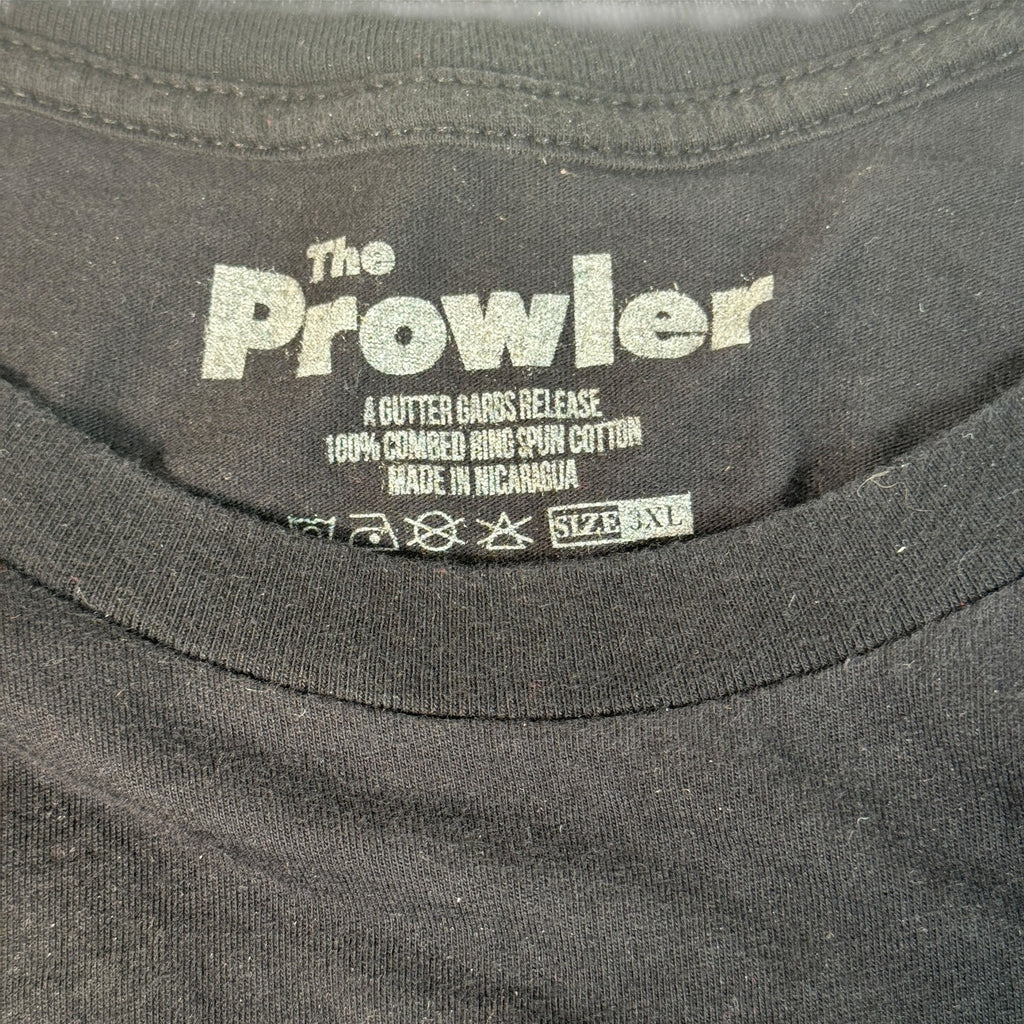 The
Prowler
A GUTTER GARBS RELEASE
100% COMBED RING SPUN COTTON
MADE IN NICARAGUA
SIZE 3XL